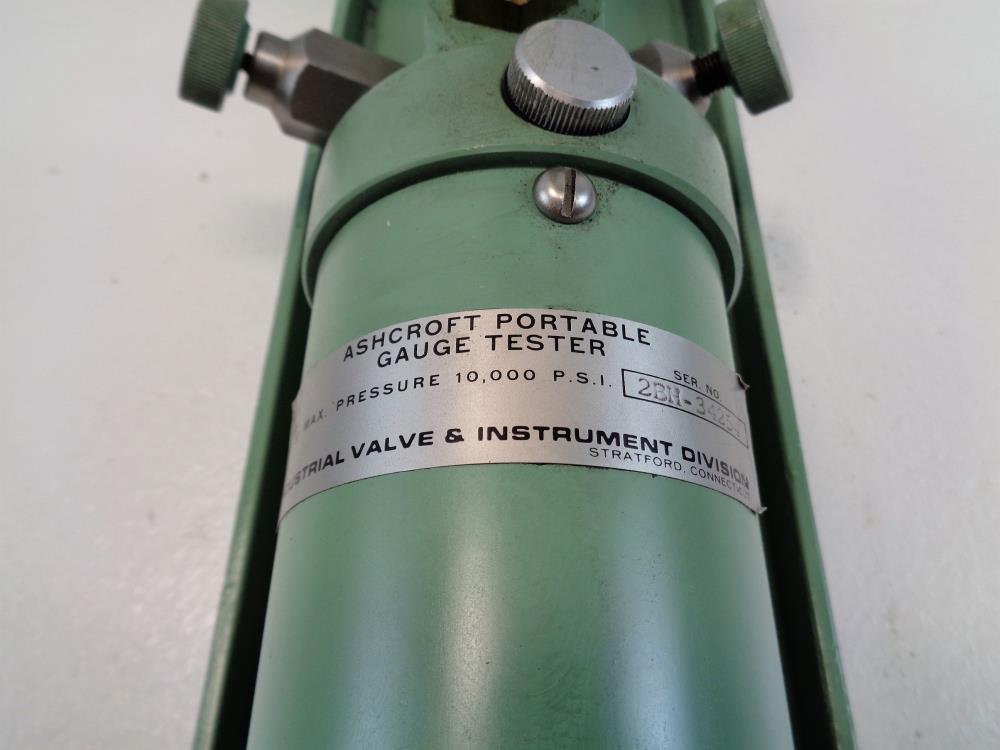 ASHCROFT PORTABLE
GAUGE TESTER
MAX. PRESSURE 10,000 P.S.I.
SER. NO.
VALVE & INSTRUMENT DIVISION
STRATFORD,